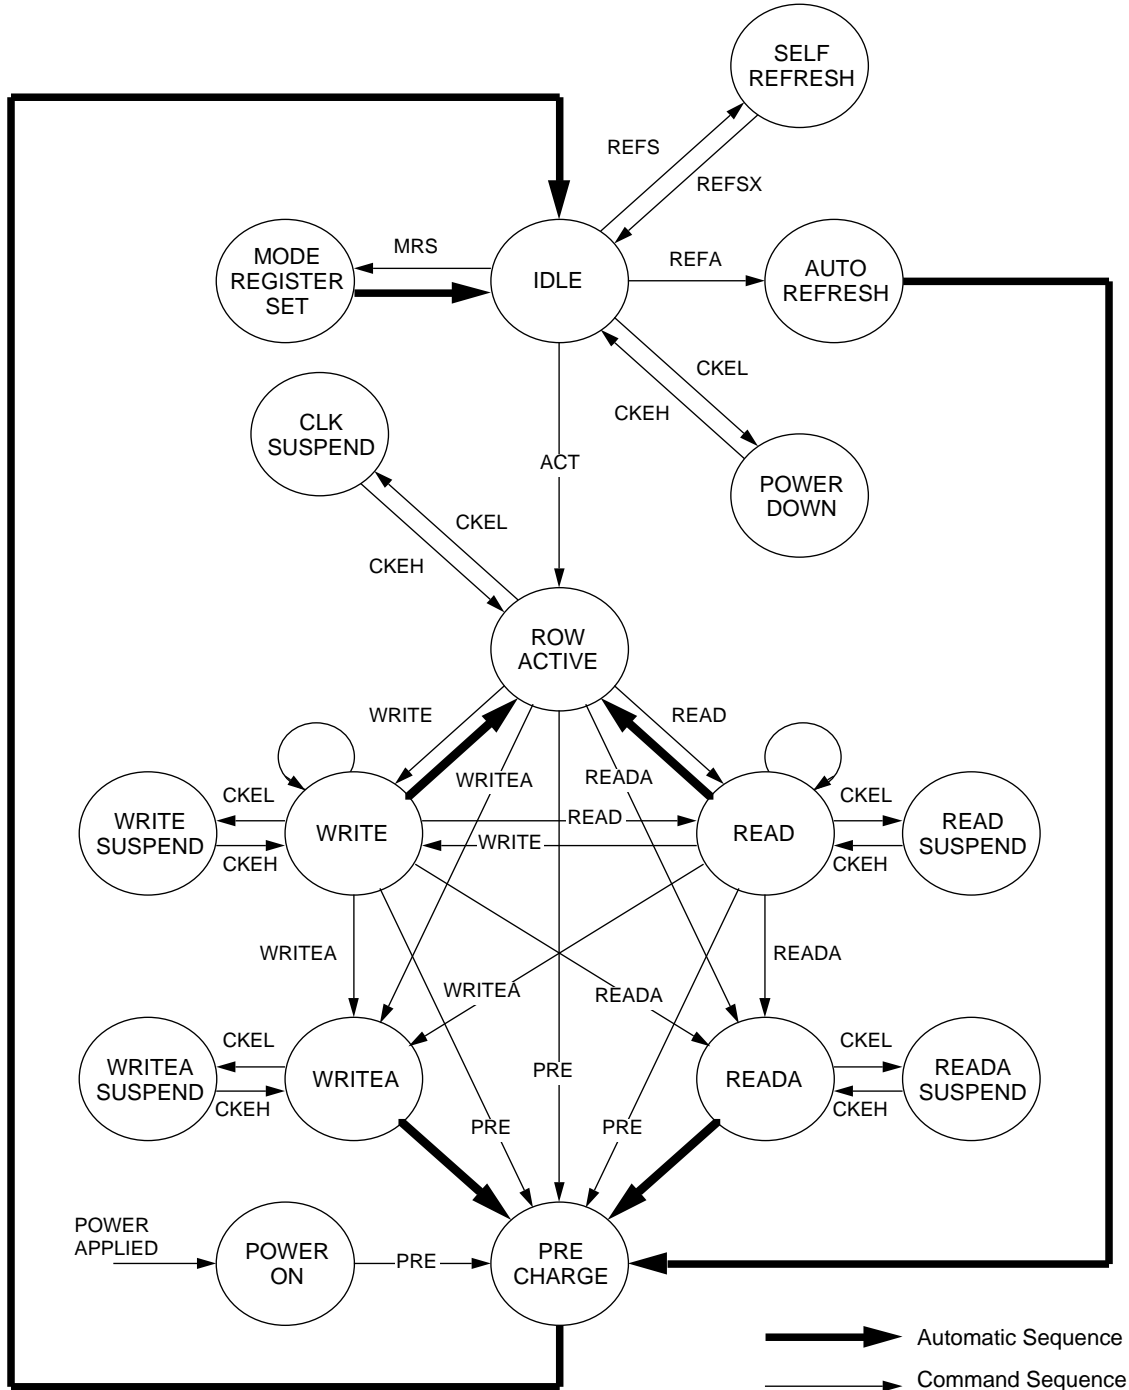 SELF
REFRESH
REFS
REFSX
MODE
REGISTER
SET
MRS
IDLE
REFA
AUTO
REFRESH
CKEL
CKEH
POWER
DOWN
CLK
SUSPEND
ACT
CKEL
CKEH
ROW
ACTIVE
WRITE
READ
WRITEA
READA
WRITE
SUSPEND
CKEL
CKEH
WRITE
READ
WRITE
READ
CKEL
CKEH
READ
SUSPEND
WRITEA
READA
WRITEA
READA
WRITEA
SUSPEND
CKEL
CKEH
WRITEA
PRE
READA
CKEL
CKEH
READA
SUSPEND
PRE
PRE
POWER
APPLIED
POWER
ON
PRE
PRE
CHARGE
Automatic Sequence
Command Sequence